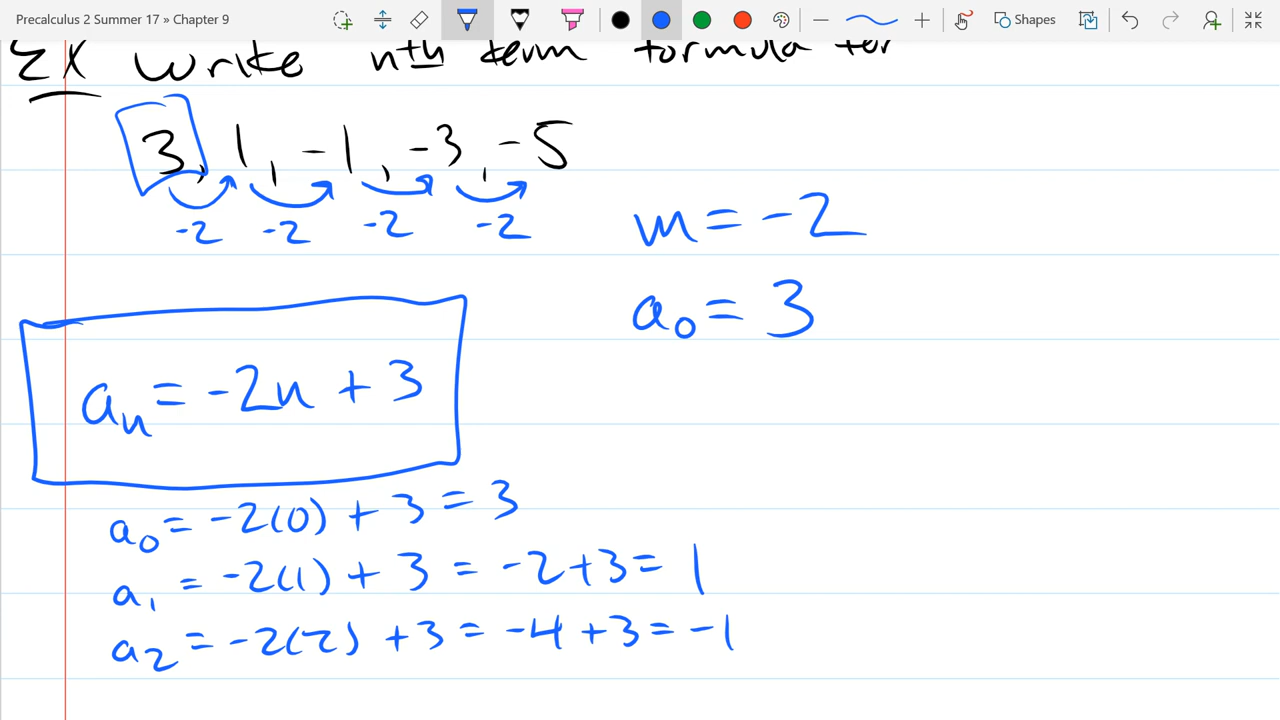 Precalculus 2 Summer 17 » Chapter 9
Shapes
EX Write nth term formula for
3, 1, -1, -3, -5
-2 -2 -2 -2
m = -2
a₀ = 3
aₙ = -2n + 3
a₀ = -2(0) + 3 = 3
a₁ = -2(1) + 3 = -2+3 = 1
a₂ = -2(2) + 3 = -4 + 3 = -1